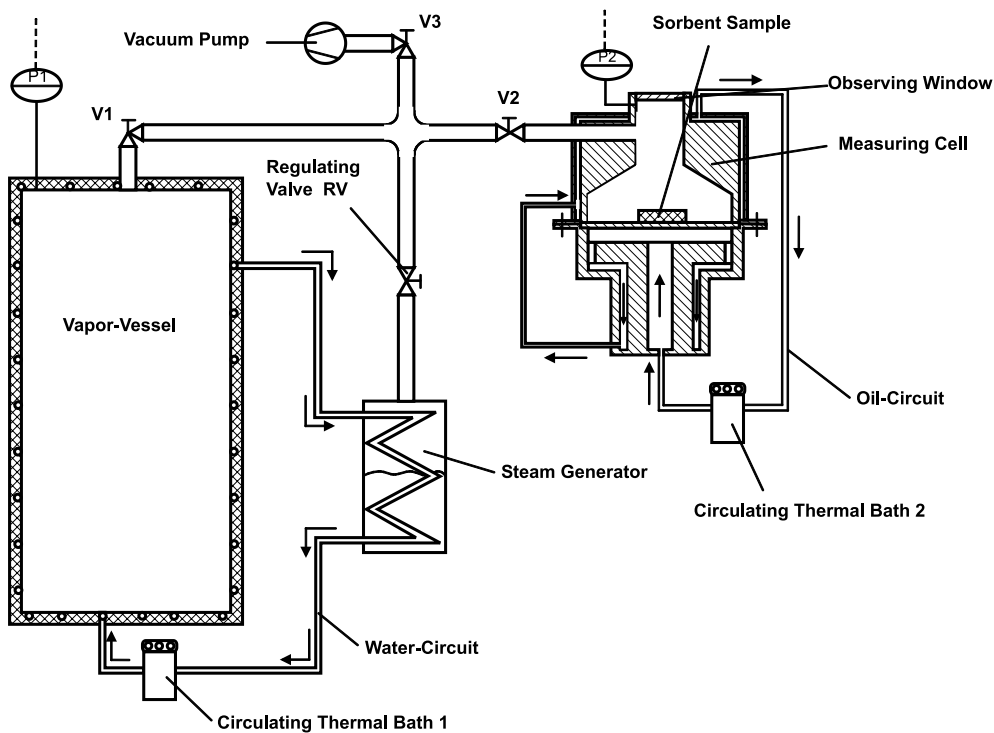 Sorbent Sample
V3
Vacuum Pump
P1
P2
Observing Window
V1
V2
Measuring Cell
Regulating
Valve RV
Vapor-Vessel
Oil-Circuit
Steam Generator
Circulating Thermal Bath 2
Water-Circuit
Circulating Thermal Bath 1